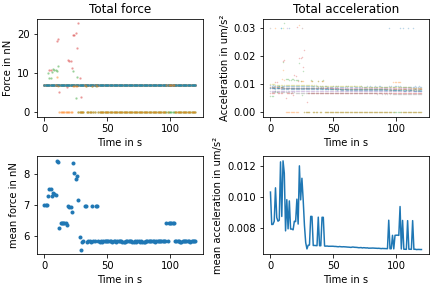 Total force
Total acceleration
Force in nN
20
10
0
0
50
100
Time in s
Acceleration in um/s²
0.03
0.02
0.01
0.00
0
50
100
Time in s
mean force in nN
8
7
6
0
50
100
Time in s
mean acceleration in um/s²
0.012
0.010
0.008
0
50
100
Time in s